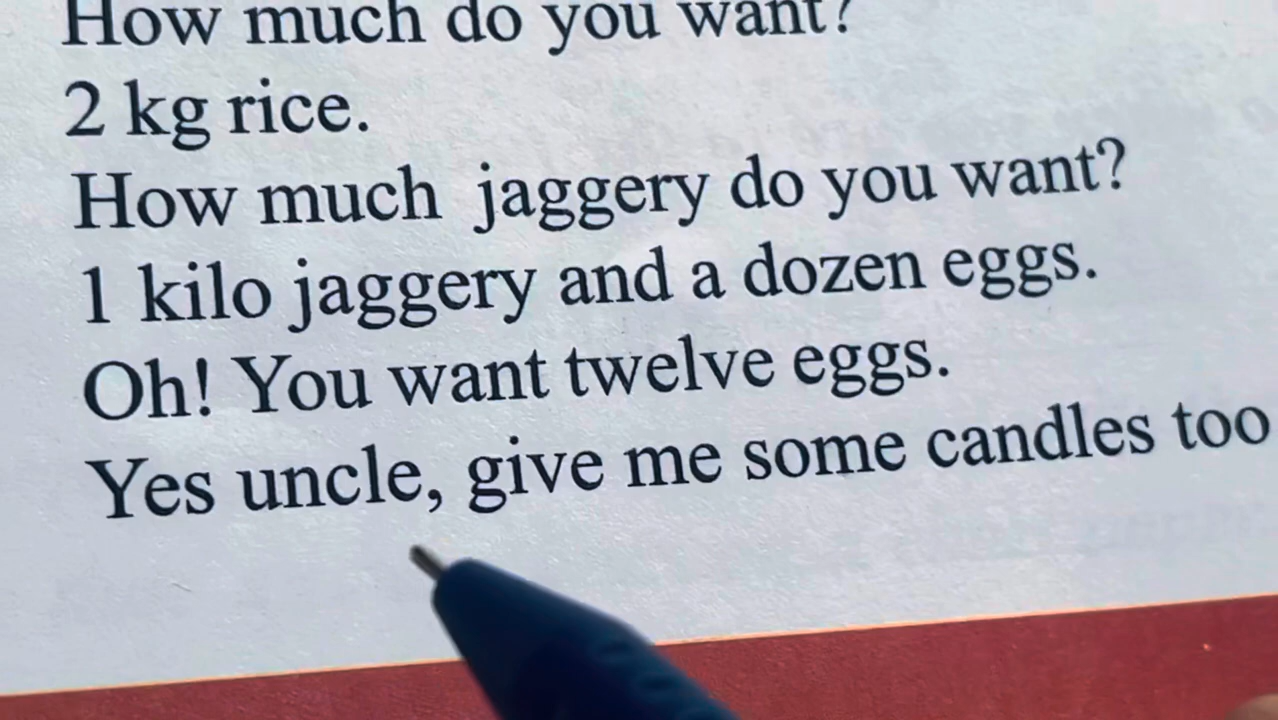 How much do you want?
2 kg rice.
How much jaggery do you want?
1 kilo jaggery and a dozen eggs.
Oh! You want twelve eggs.
Yes uncle, give me some candles too